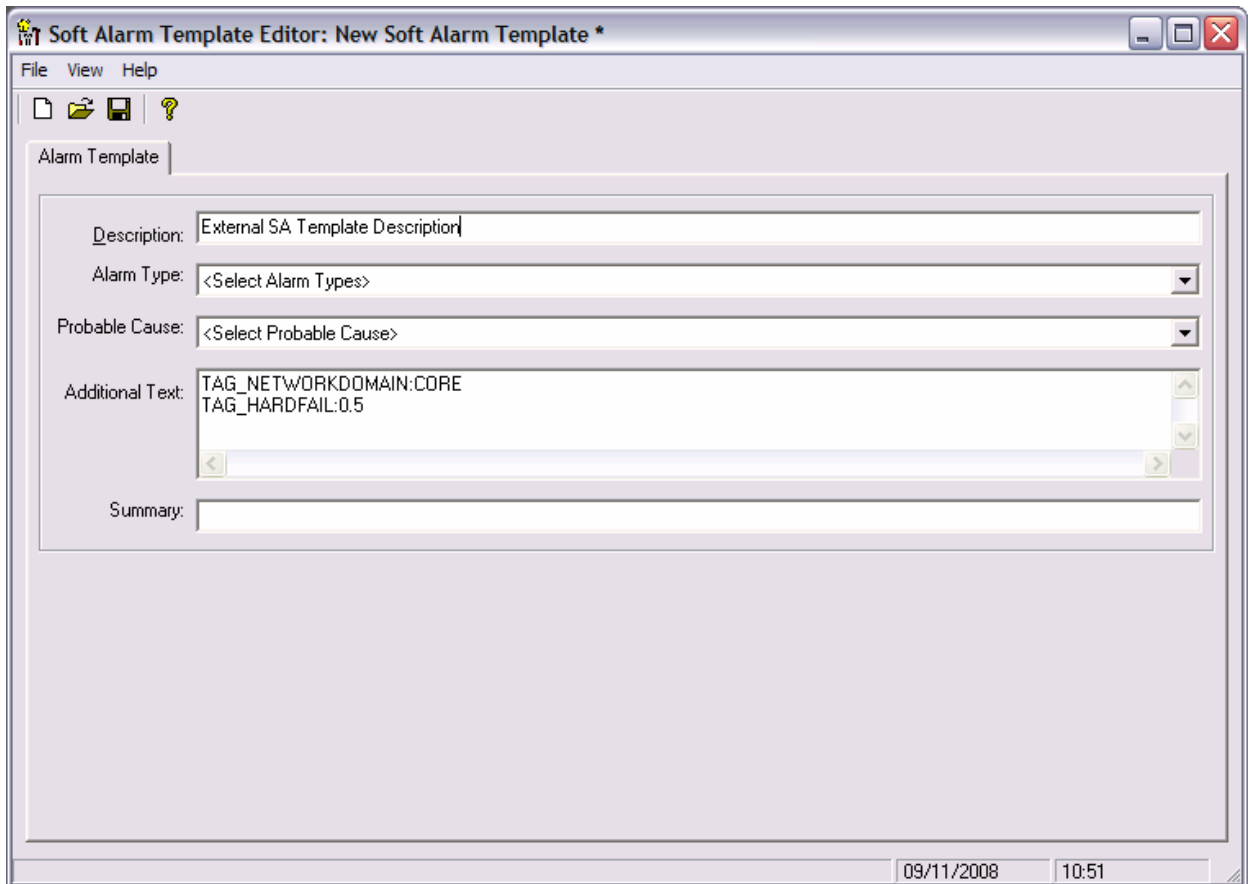 Soft Alarm Template Editor: New Soft Alarm Template *
File View Help
Alarm Template
Description: External SA Template Description
Alarm Type: <Select Alarm Types>
Probable Cause: <Select Probable Cause>
Additional Text: TAG_NETWORKDOMAIN:CORE
TAG_HARDFAIL:0.5
Summary:
09/11/2008 10:51